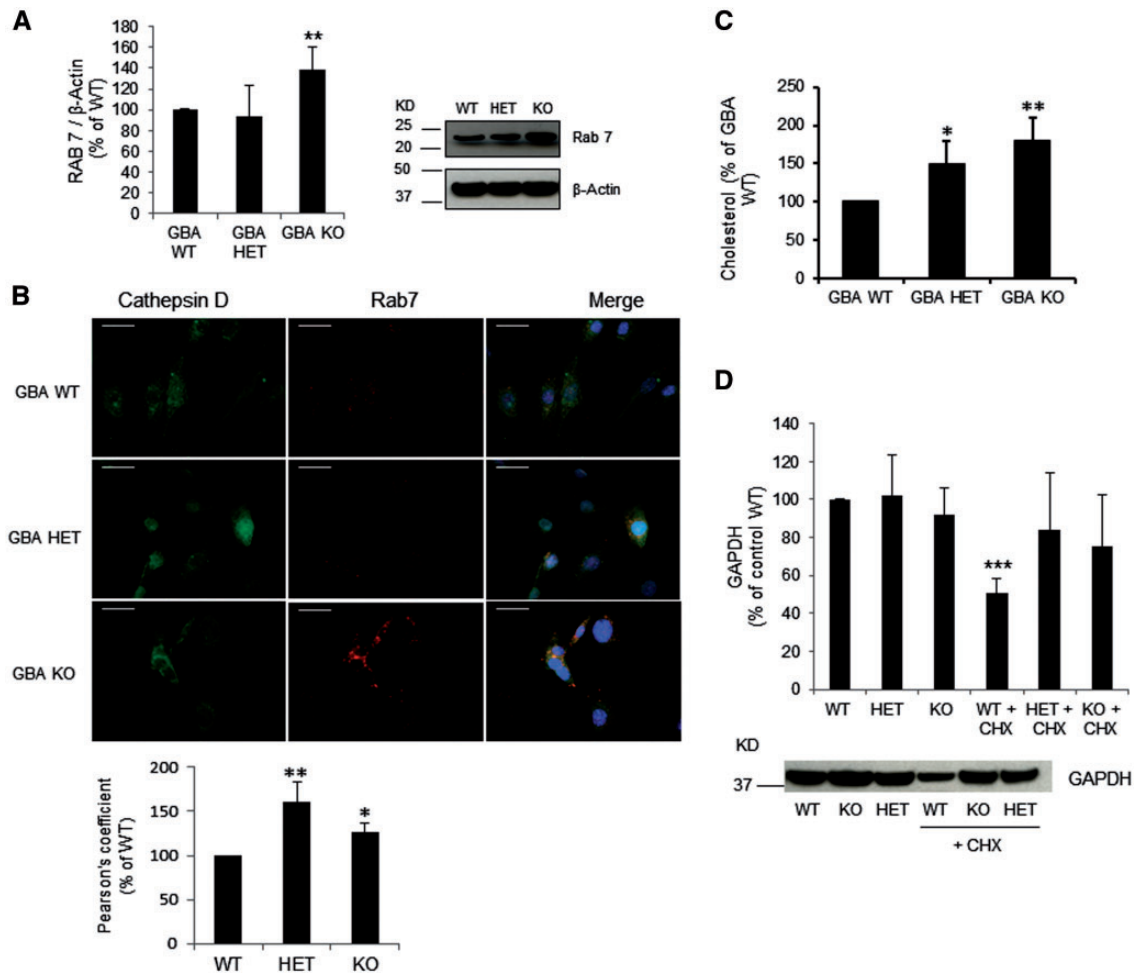 A
RAB 7 / β-Actin
(% of WT)
180
160
140
120
100
80
60
40
20
0
**
GBA
WT
GBA
HET
GBA KO
KD
WT HET KO
25
20
Rab 7
50
37
β-Actin
B
Cathepsin D
Rab7
Merge
GBA WT
GBA HET
GBA KO
Pearson's coefficient
(% of WT)
200
150
100
50
0
**
*
WT
HET
KO
C
Cholesterol (% of GBA
WT)
250
200
150
100
50
0
*
**
GBA WT
GBA HET
GBA KO
D
GAPDH
(% of control WT)
140
120
100
80
60
40
20
0
***
WT
HET
KO
WT +
CHX
HET +
CHX
KO +
CHX
KD
37
GAPDH
WT KO HET WT KO HET
+ CHX